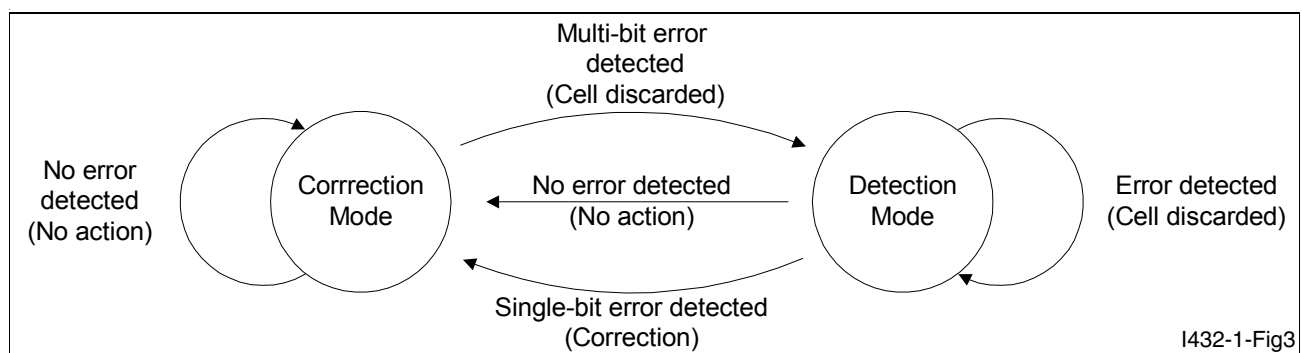 Multi-bit error
detected
(Cell discarded)
No error
detected
(No action)
Corrrection
Mode
No error detected
(No action)
Detection
Mode
Error detected
(Cell discarded)
Single-bit error detected
(Correction)
I432-1-Fig3